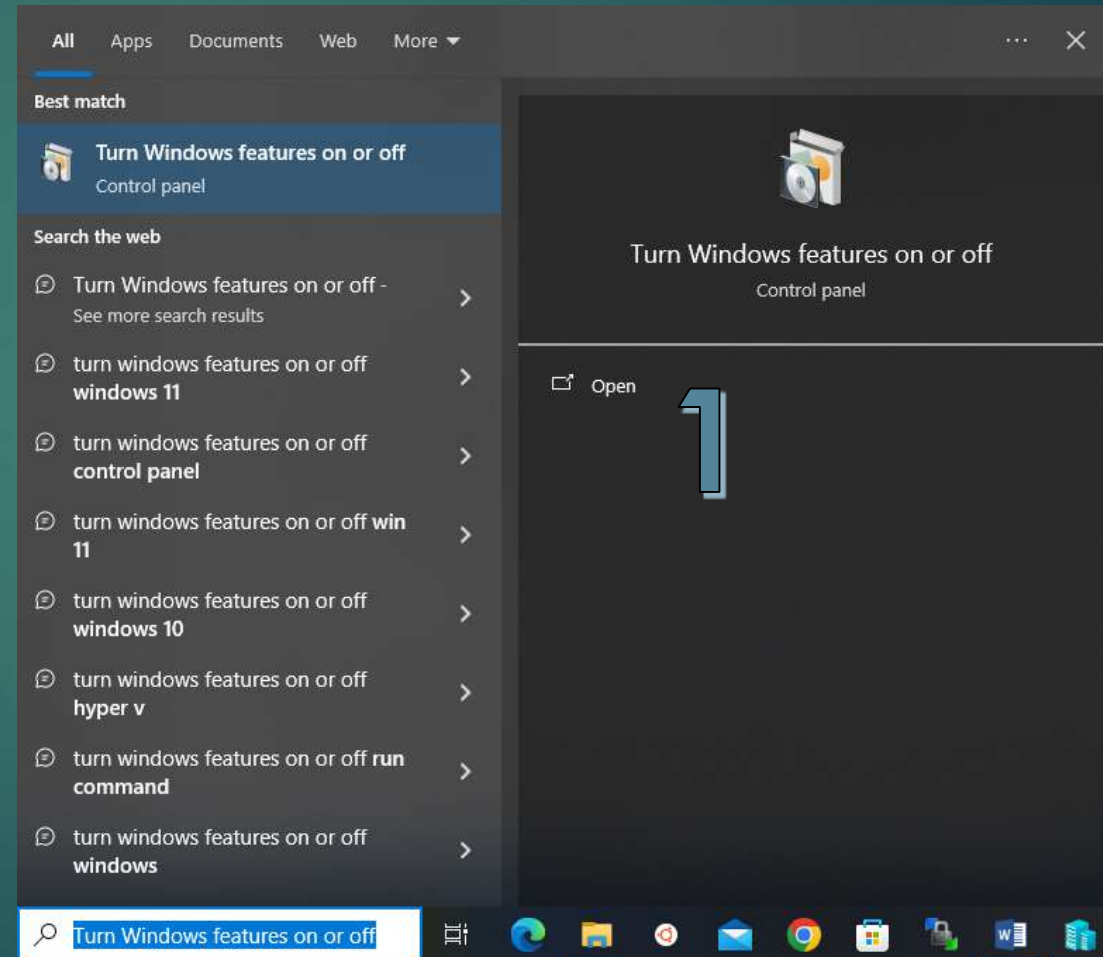 All Apps Documents Web More
Best match
Turn Windows features on or off
Control panel
Search the web
Turn Windows features on or off -
See more search results
turn windows features on or off
windows 11
turn windows features on or off
control panel
turn windows features on or off win
11
turn windows features on or off
windows 10
turn windows features on or off
hyper v
turn windows features on or off run
command
turn windows features on or off
windows
Turn Windows features on or off
Control panel
Open
1
Turn Windows features on or off
W